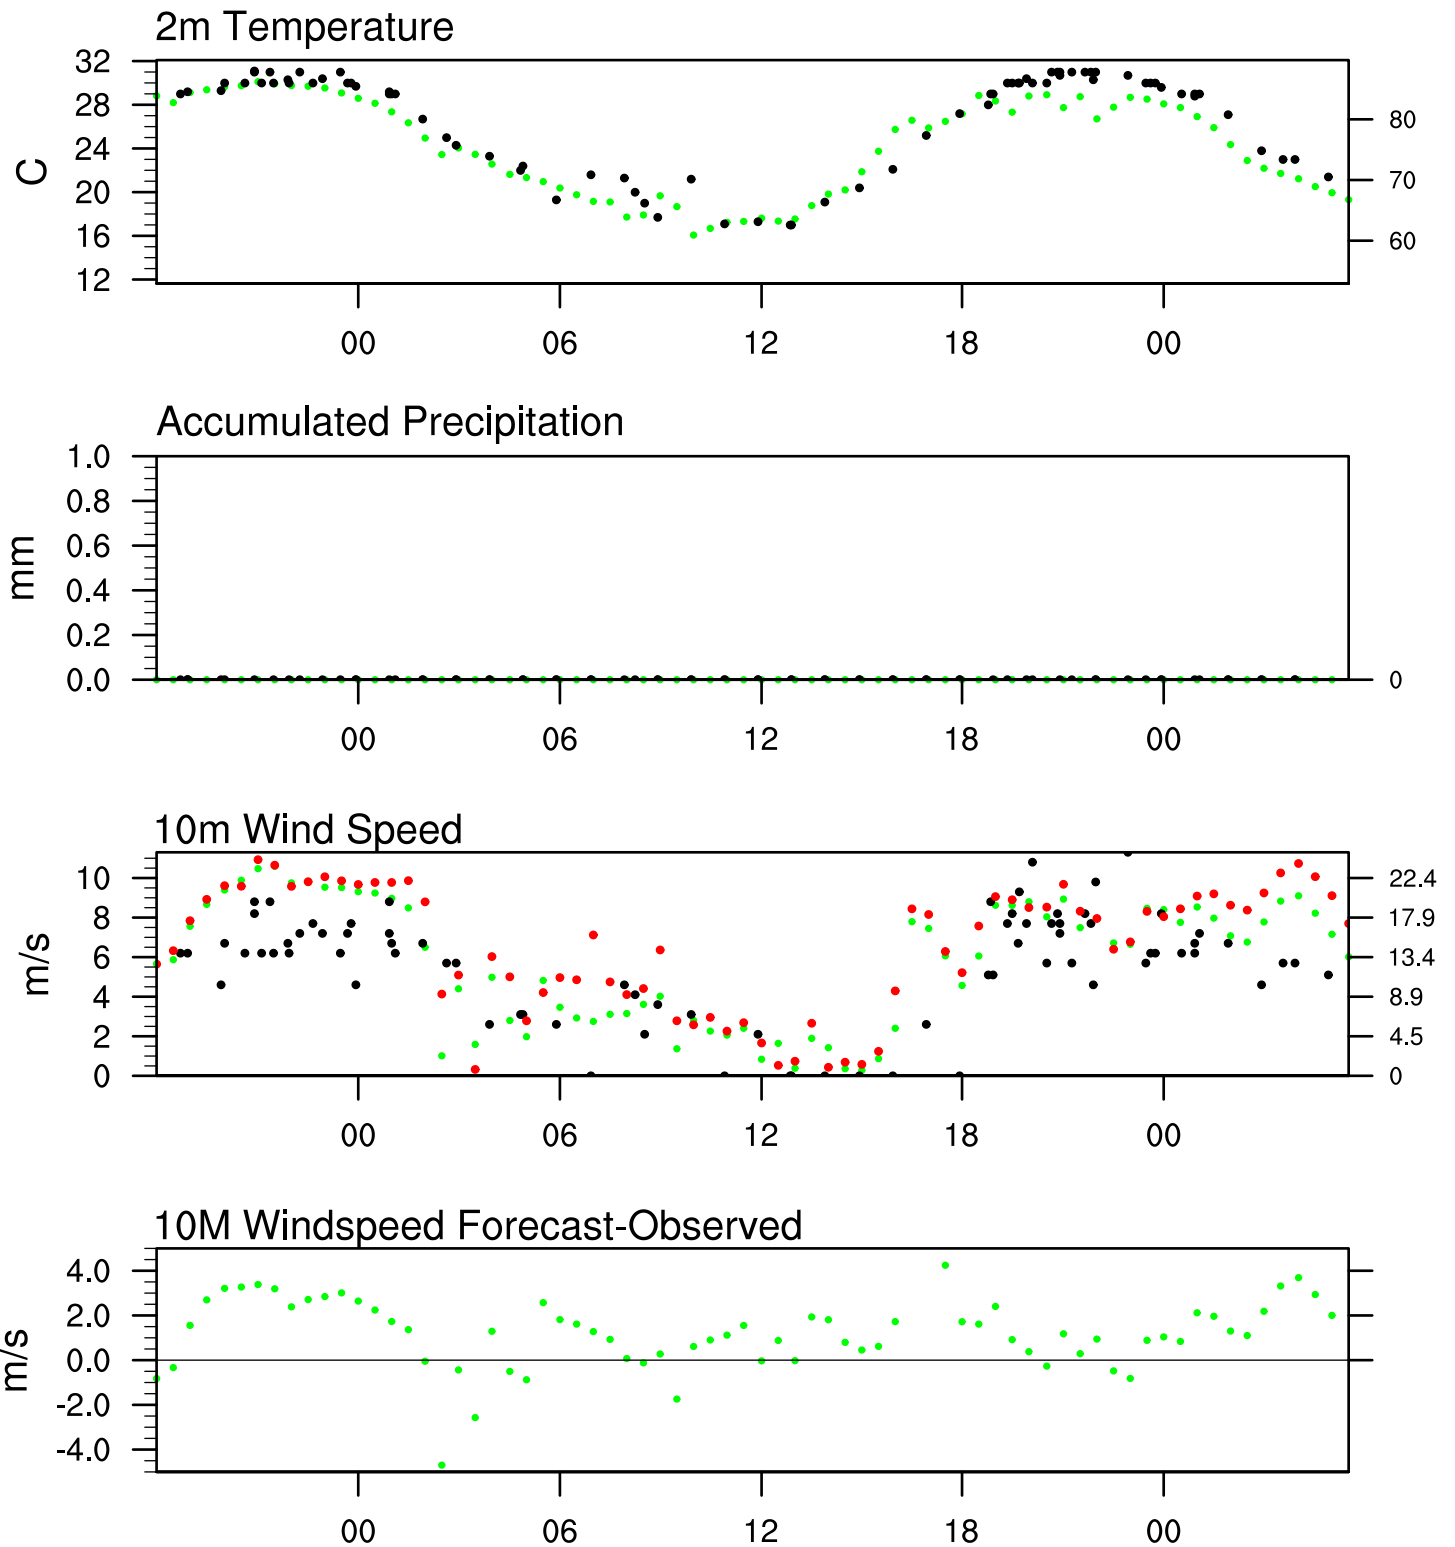 2m Temperature
32
28
24
20
16
12
C
80
70
60
00 06 12 18 00
Accumulated Precipitation
1.0
0.8
0.6
0.4
0.2
0.0
mm
0
00 06 12 18 00
10m Wind Speed
10
8
6
4
2
0
m/s
22.4
17.9
13.4
8.9
4.5
0
00 06 12 18 00
10M Windspeed Forecast-Observed
4.0
2.0
0.0
-2.0
-4.0
m/s
00 06 12 18 00